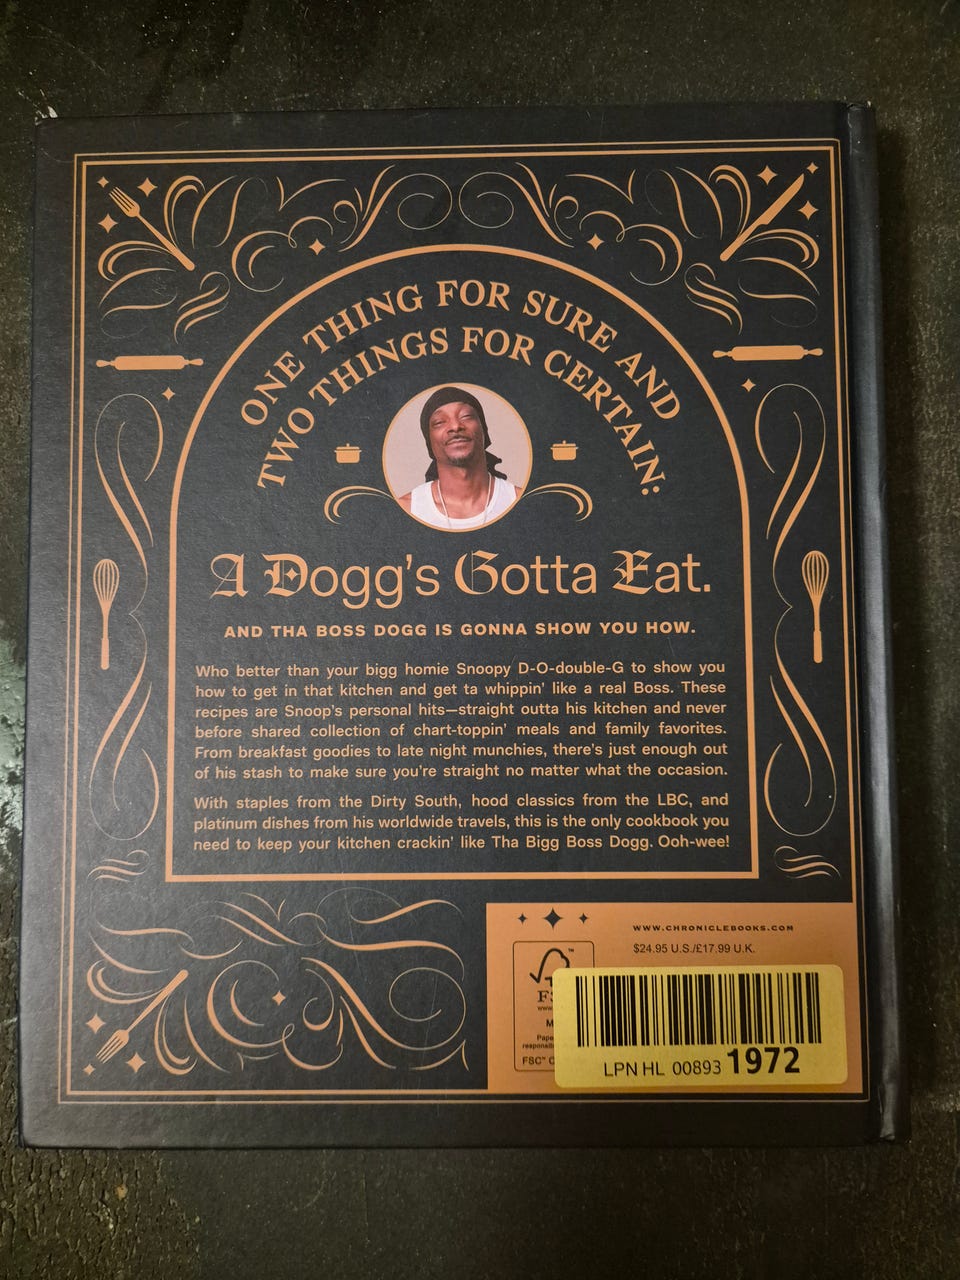 ONE THING FOR SURE AND
TWO THINGS FOR CERTAIN:
A Dogg's Gotta Eat.
AND THA BOSS DOGG IS GONNA SHOW YOU HOW.
Who better than your bigg homie Snoopy D-O-double-G to show you
how to get in that kitchen and get ta whippin' like a real Boss. These
recipes are Snoop's personal hits—straight outta his kitchen and never
before shared collection of chart-toppin' meals and family favorites.
From breakfast goodies to late night munchies, there's just enough out
of his stash to make sure you're straight no matter what the occasion.
With staples from the Dirty South, hood classics from the LBC, and
platinum dishes from his worldwide travels, this is the only cookbook you
need to keep your kitchen crackin' like Tha Bigg Boss Dogg. Ooh-wee!
WWW.CHRONICLEBOOKS.COM
$24.95 U.S./£17.99 U.K.
TM
FSC™
LPN HL 00893 1972